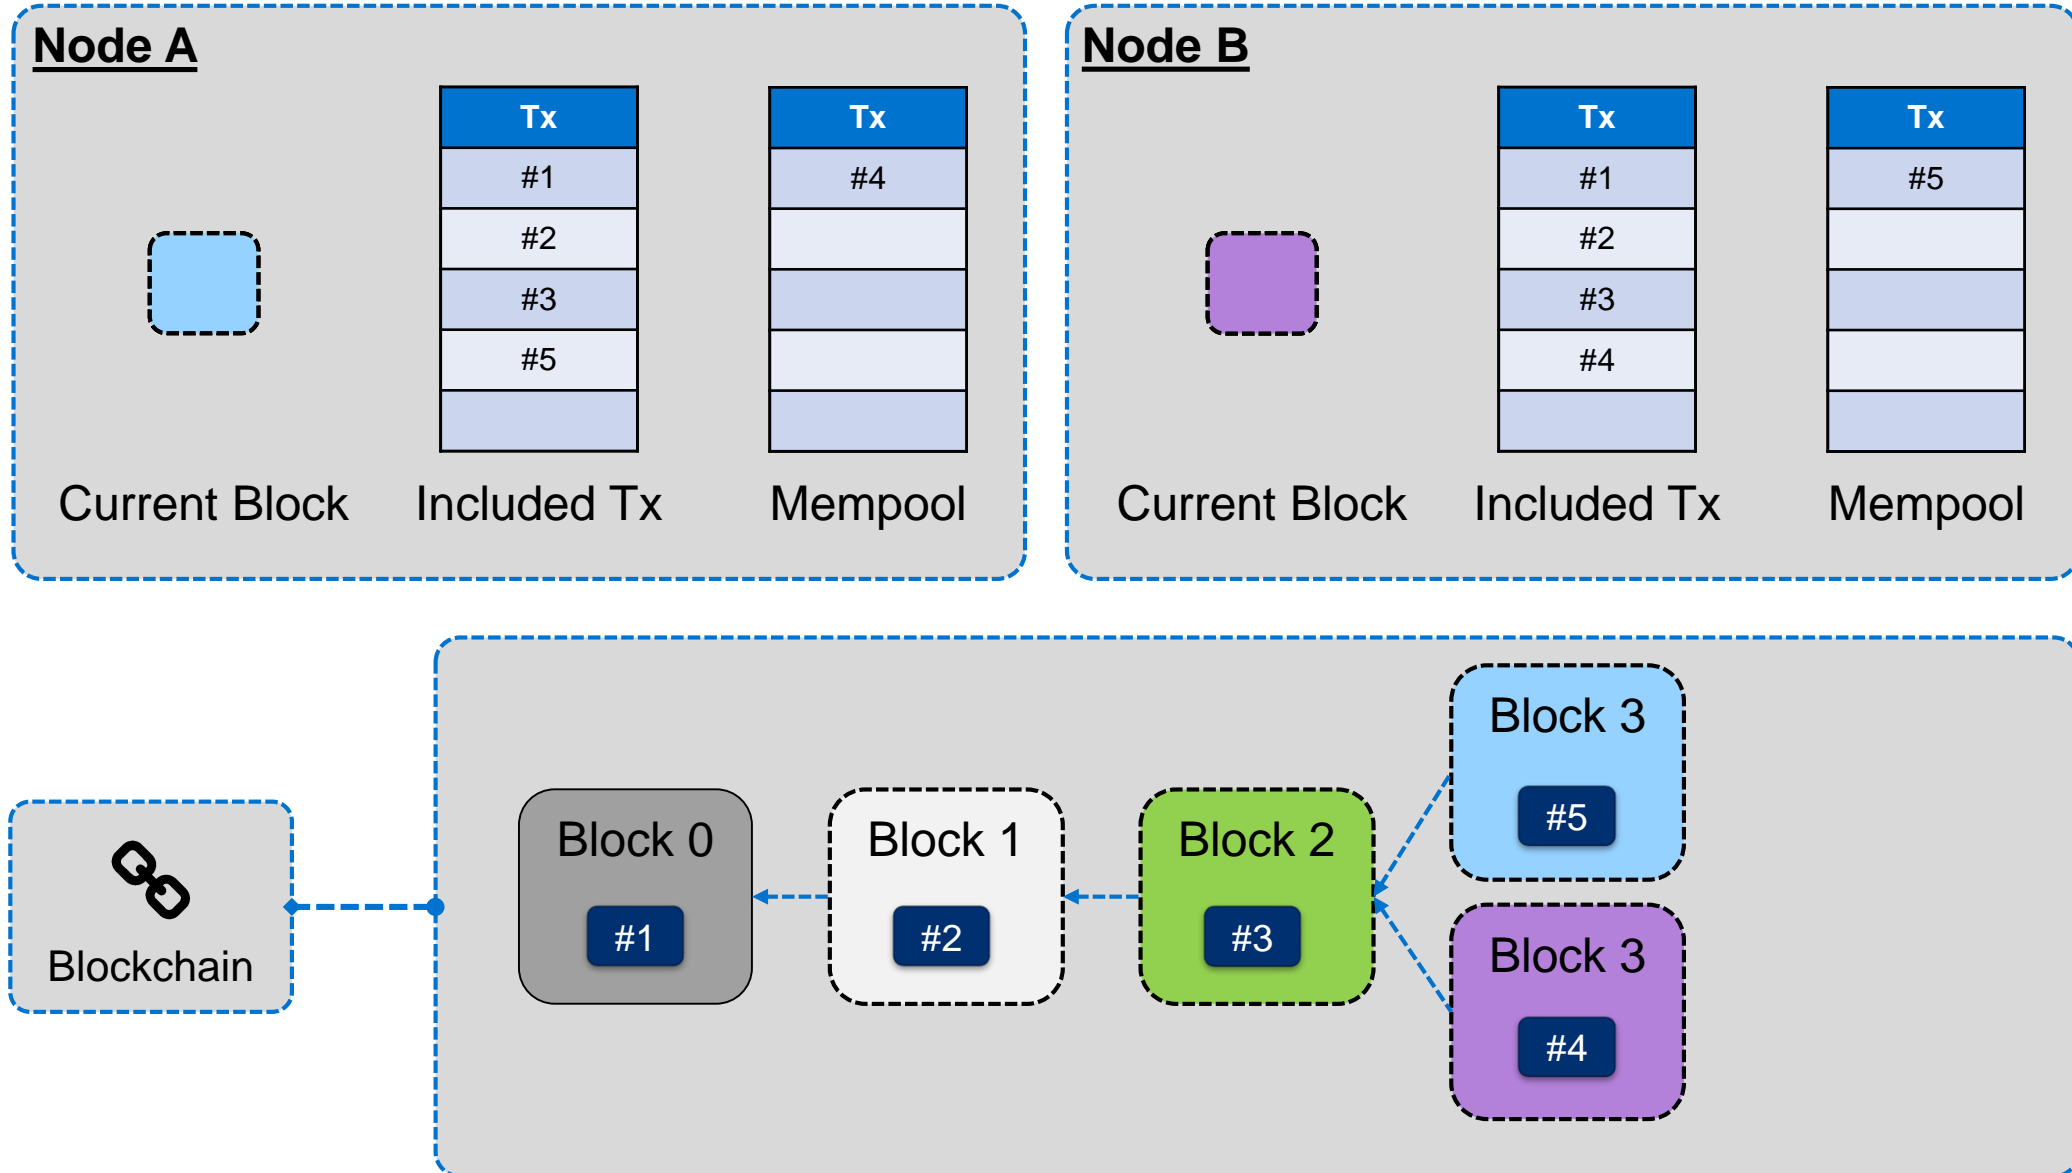 Node A
Tx
#1
#2
#3
#5
Tx
#4
Current Block
Included Tx
Mempool
Node B
Tx
#1
#2
#3
#4
Tx
#5
Current Block
Included Tx
Mempool
Blockchain
Block 0
#1
Block 1
#2
Block 2
#3
Block 3
#5
Block 3
#4